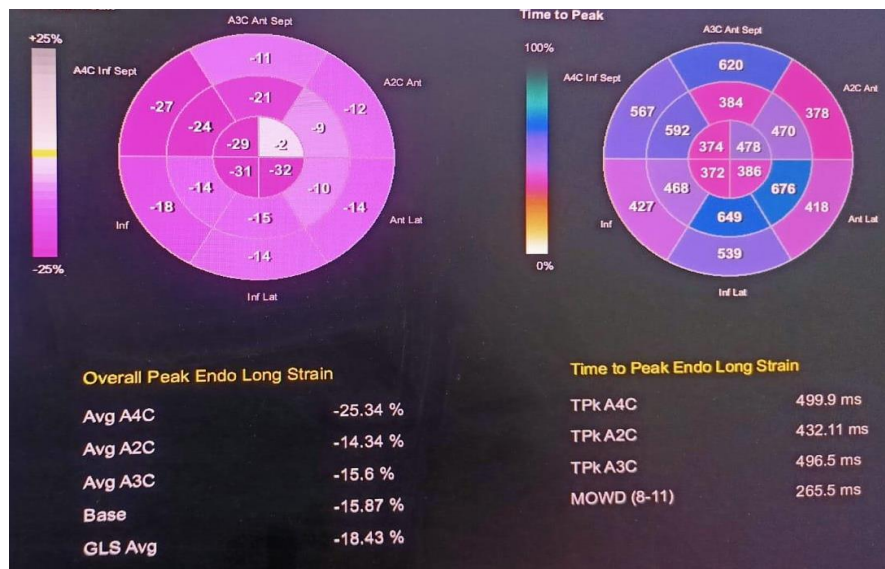 Time to Peak
+25%
-25%
A3C Ant Sept
A4C Inf Sept
A2C Ant
Inf
Ant Lat
Inf Lat
-11
-27
-21
-12
-24
-9
-29
-2
-31
-32
-14
-10
-18
-14
-15
-14
100%
0%
A3C Ant Sept
A4C Inf Sept
A2C Ant
Inf
Ant Lat
Inf Lat
620
567
384
378
592
470
374
478
372
386
468
676
427
418
649
539
Overall Peak Endo Long Strain
Avg A4C -25.34 %
Avg A2C -14.34 %
Avg A3C -15.6 %
Base -15.87 %
GLS Avg -18.43 %
Time to Peak Endo Long Strain
TPk A4C 499.9 ms
TPk A2C 432.11 ms
TPk A3C 496.5 ms
MOWD (8-11) 265.5 ms